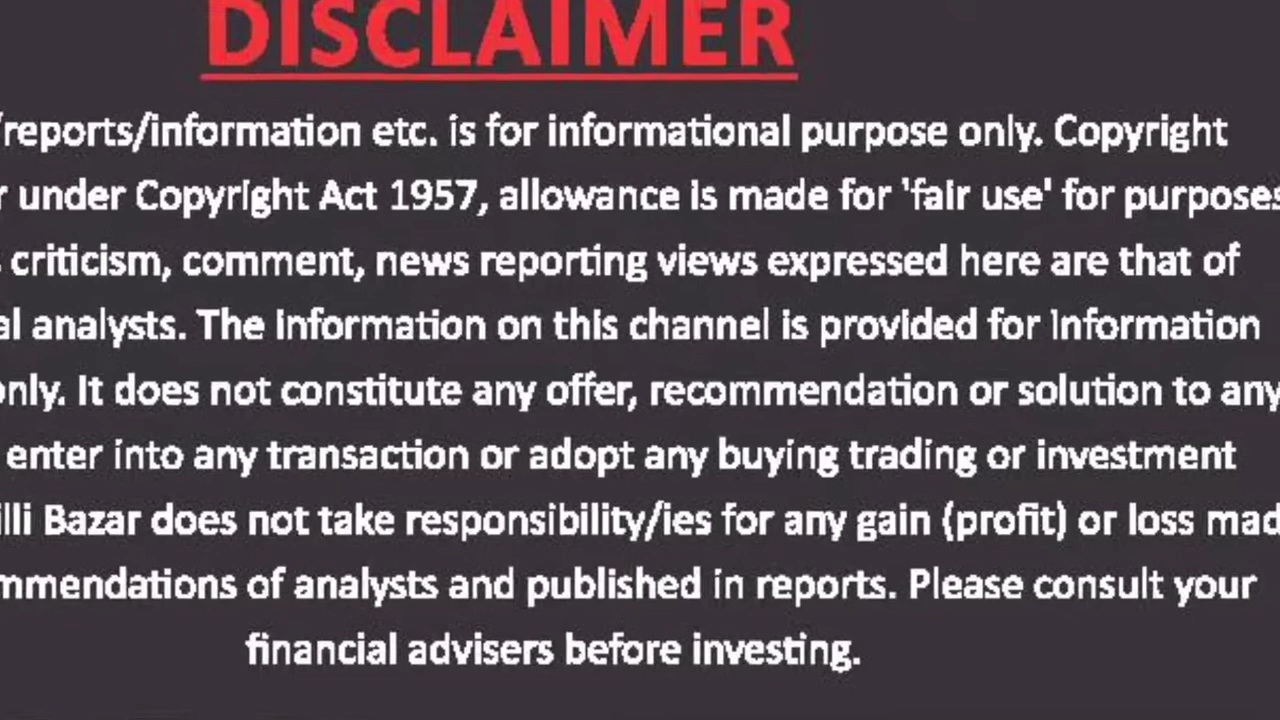 DISCLAIMER
/reports/information etc. is for informational purpose only. Copyright
under Copyright Act 1957, allowance is made for 'fair use' for purposes
criticism, comment, news reporting views expressed here are that of
analysts. The information on this channel is provided for information
only. It does not constitute any offer, recommendation or solution to any
enter into any transaction or adopt any buying trading or investment
illi Bazar does not take responsibility/ies for any gain (profit) or loss mad
mmendations of analysts and published in reports. Please consult your
financial advisers before investing.